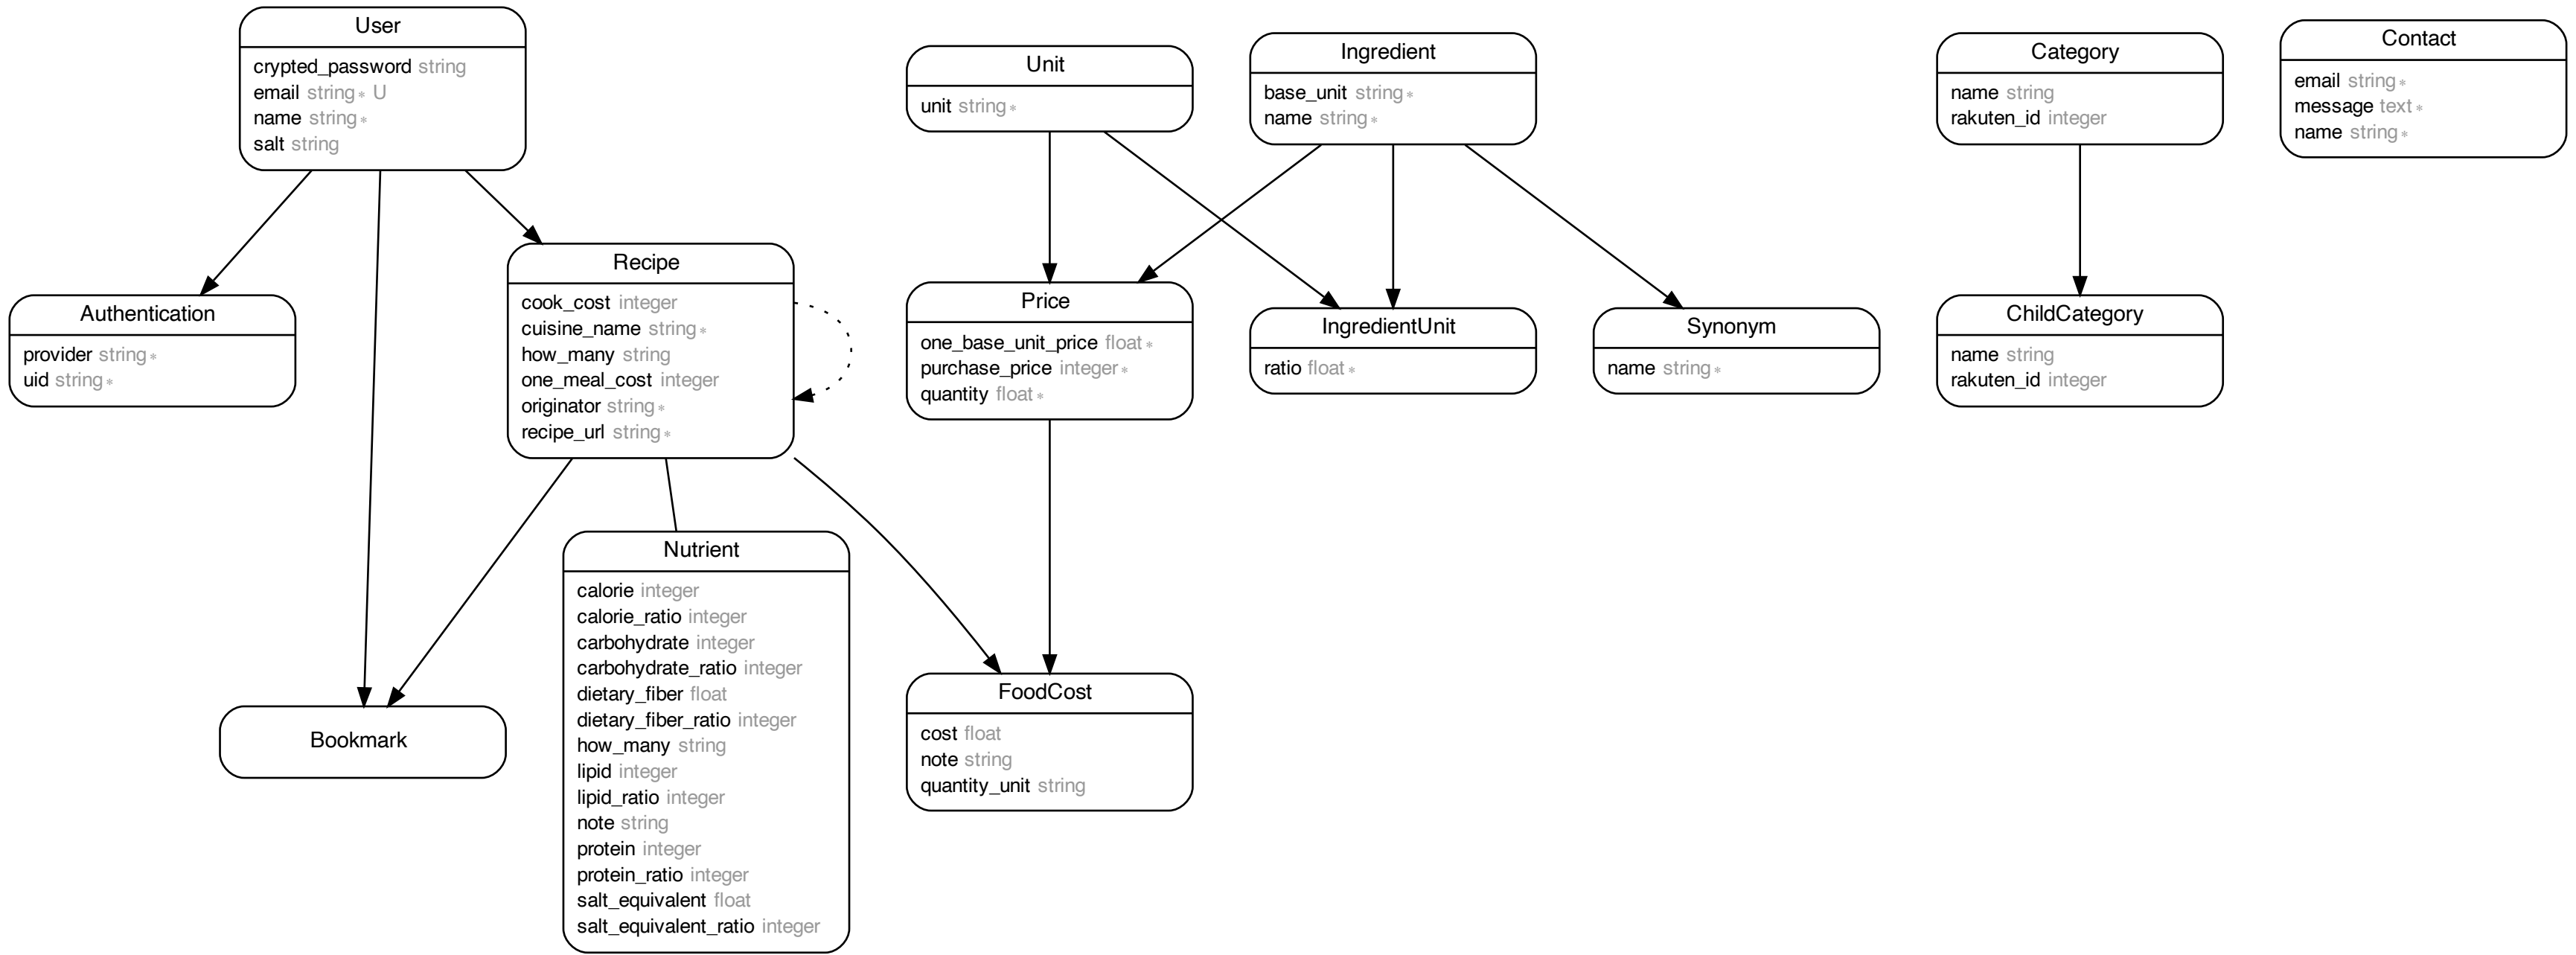 User
crypted_password string
email string* U
name string*
salt string
Unit
unit string*
Ingredient
base_unit string*
name string*
Category
name string
rakuten_id integer
Contact
email string*
message text*
name string*
Authentication
provider string*
uid string*
Recipe
cook_cost integer
cuisine_name string*
how_many string
one_meal_cost integer
originator string*
recipe_url string*
Price
one_base_unit_price float*
purchase_price integer*
quantity float*
IngredientUnit
ratio float*
Synonym
name string*
ChildCategory
name string
rakuten_id integer
Bookmark
Nutrient
calorie integer
calorie_ratio integer
carbohydrate integer
carbohydrate_ratio integer
dietary_fiber float
dietary_fiber_ratio integer
how_many string
lipid integer
lipid_ratio integer
note string
protein integer
protein_ratio integer
salt_equivalent float
salt_equivalent_ratio integer
FoodCost
cost float
note string
quantity_unit string